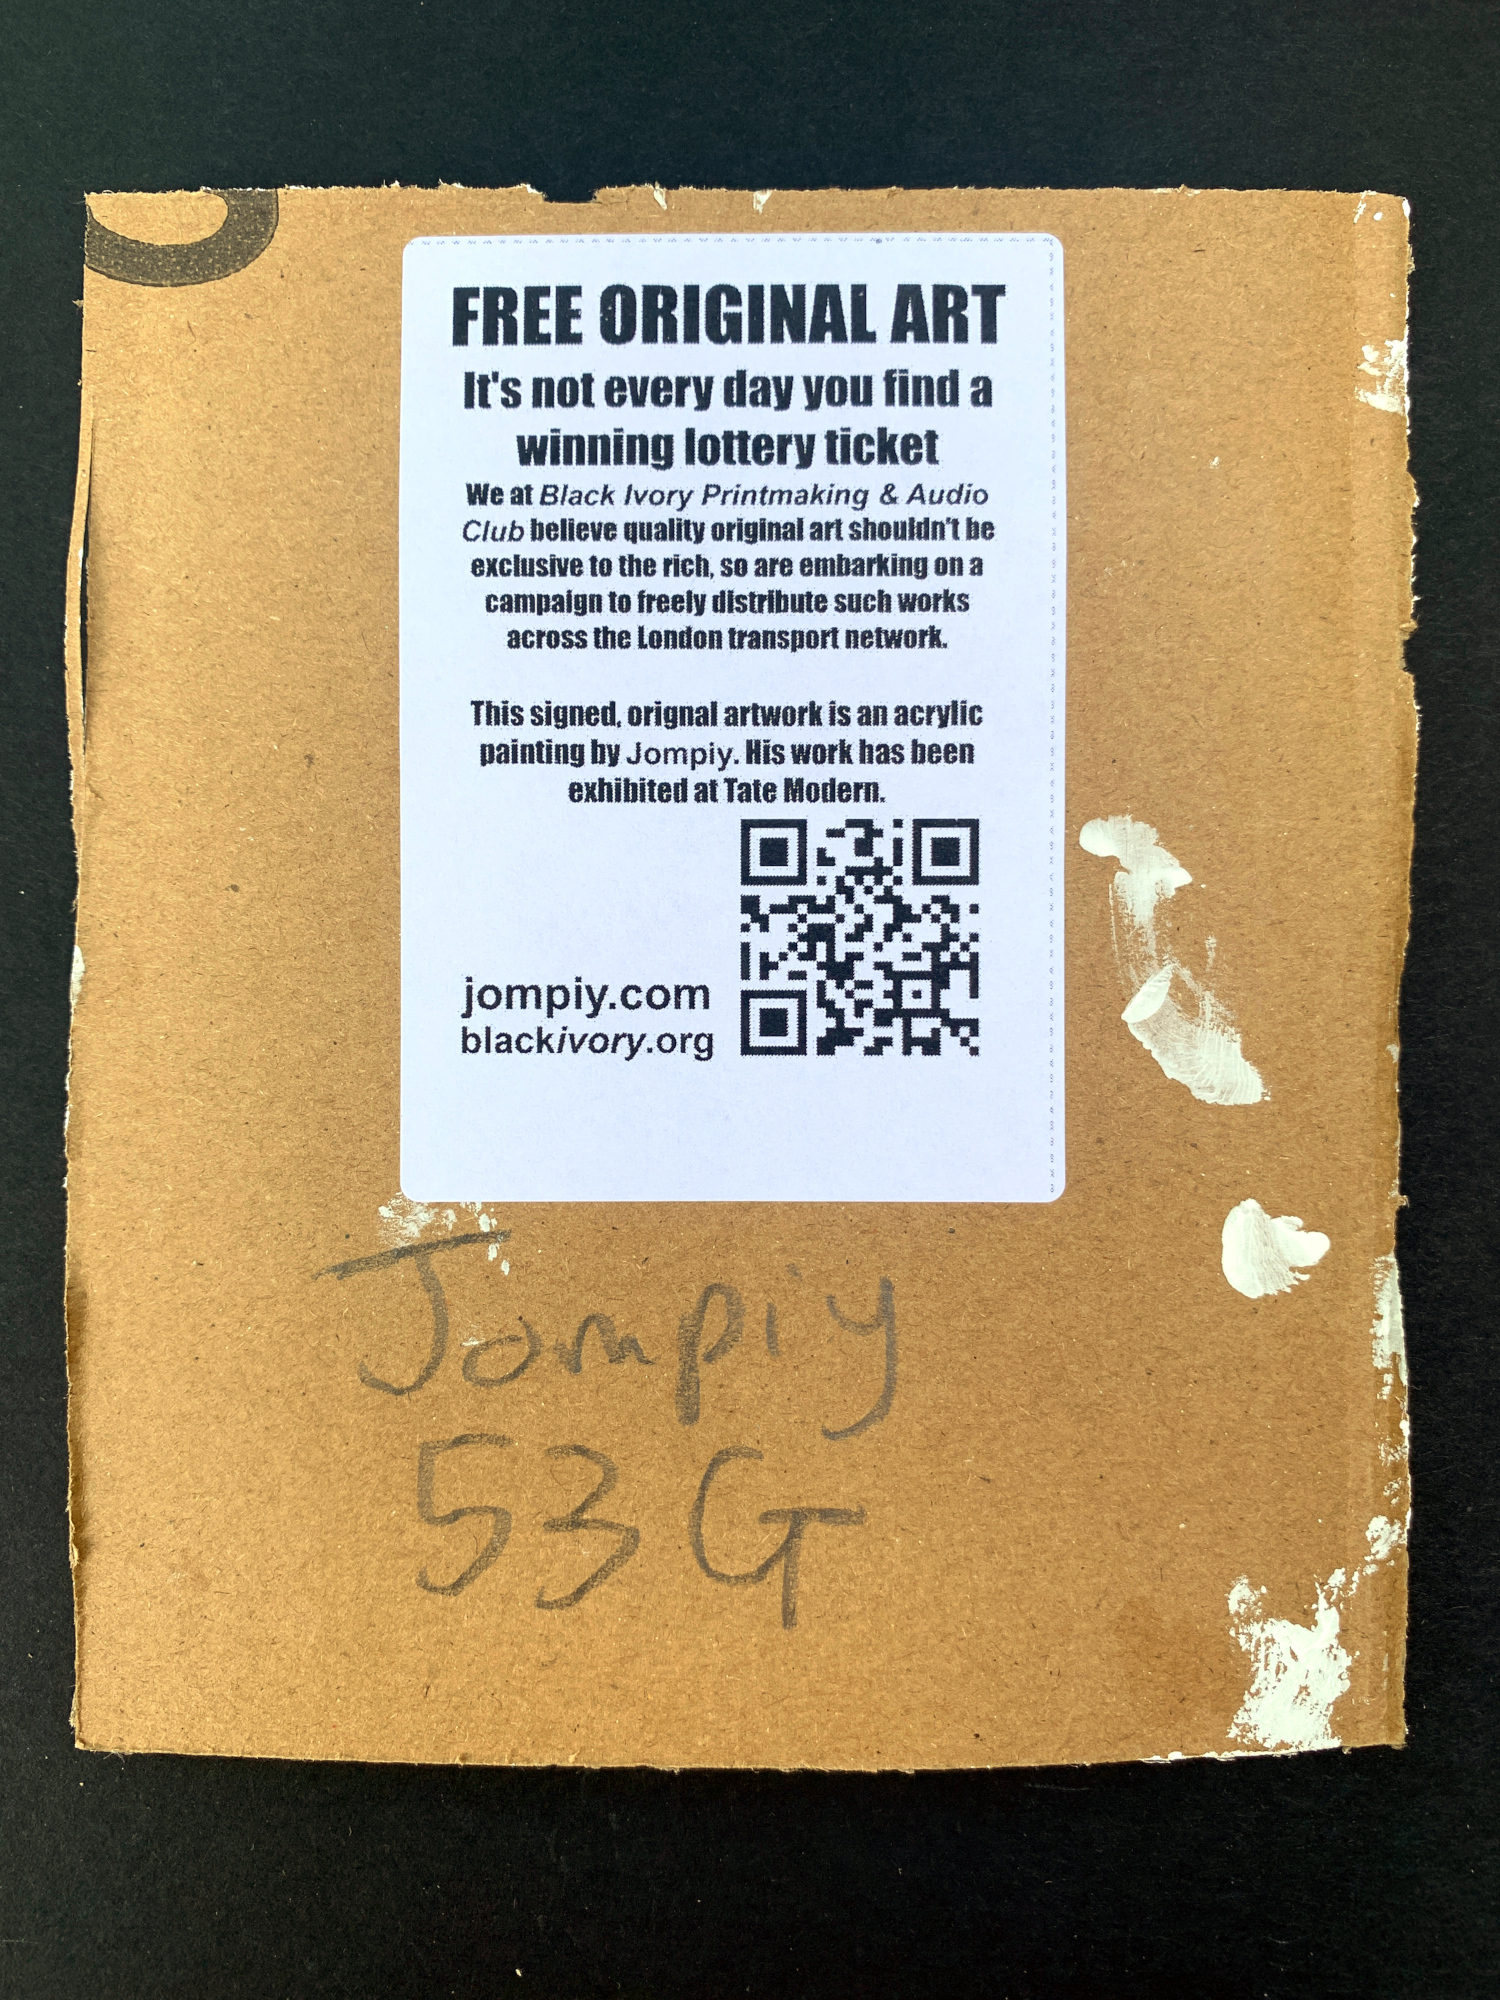 FREE ORIGINAL ART
It's not every day you find a
winning lottery ticket
We at Black Ivory Printmaking & Audio
Club believe quality original art shouldn't be
exclusive to the rich, so are embarking on a
campaign to freely distribute such works
across the London transport network.
This signed, orignal artwork is an acrylic
painting by Jompiy. His work has been
exhibited at Tate Modern.
jompiy.com
blackivory.org
Jompiy
53G